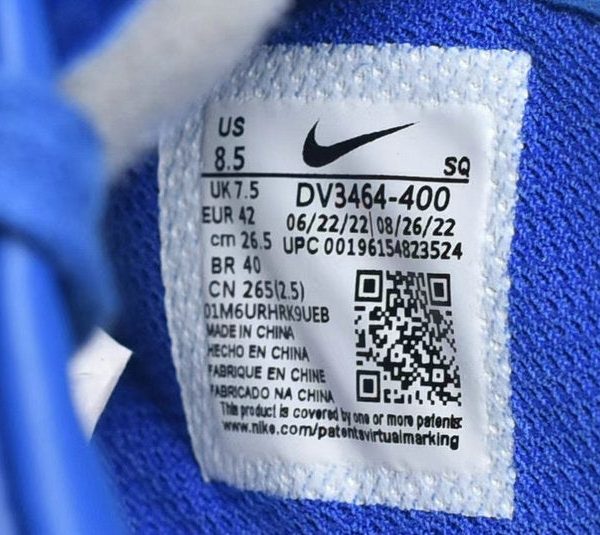 US
8.5
SQ
UK 7.5
DV3464-400
EUR 42
06/22/22 08/26/22
cm 26.5
UPC 00196154823524
BR 40
CN 265(2.5)
01M6URHRK9UEB
MADE IN CHINA
HECHO EN CHINA
FABRIQUE EN CHINE
FABRICADO NA CHINA
This product is covered by one or more patents:
www.nike.com/patentsvirtualmarking